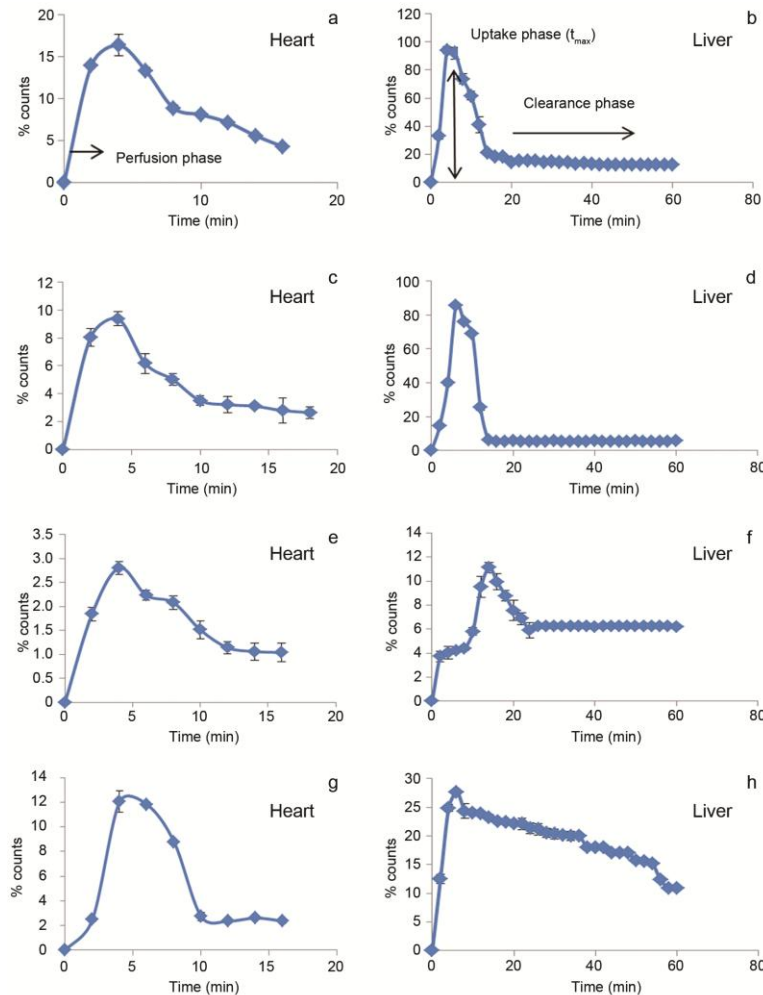 a
Heart
20
15
10
5
0
% counts
Perfusion phase
0
10
20
Time (min)
b
Liver
120
100
80
60
40
20
0
% counts
Uptake phase (tmax)
Clearance phase
0
20
40
60
80
Time (min)
c
Heart
12
10
8
6
4
2
0
% counts
0
5
10
15
20
Time (min)
d
Liver
100
80
60
40
20
0
% counts
0
20
40
60
80
Time (min)
e
Heart
3.5
3.0
2.5
2.0
1.5
1.0
0.5
0
% counts
0
5
10
15
20
Time (min)
f
Liver
14
12
10
8
6
4
2
0
% counts
0
20
40
60
80
Time (min)
g
Heart
14
12
10
8
6
4
2
0
% counts
0
5
10
15
20
Time (min)
h
Liver
30
25
20
15
10
5
0
% counts
0
20
40
60
80
Time (min)